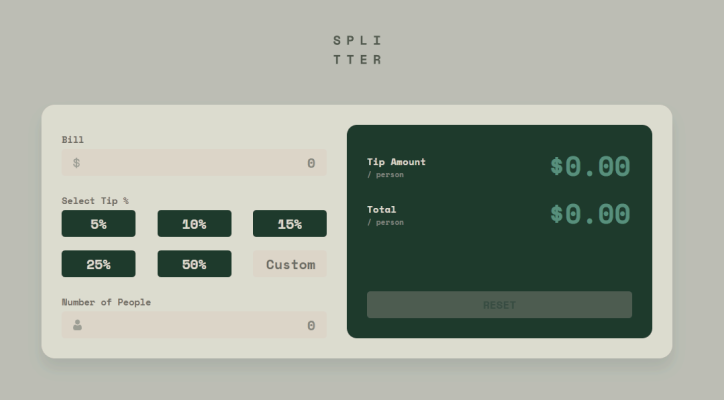 SPLI
TTER
Bill
$ 0
Select Tip %
5% 10% 15%
25% 50% Custom
Number of People
0
Tip Amount
/ person
$0.00
Total
/ person
$0.00
RESET